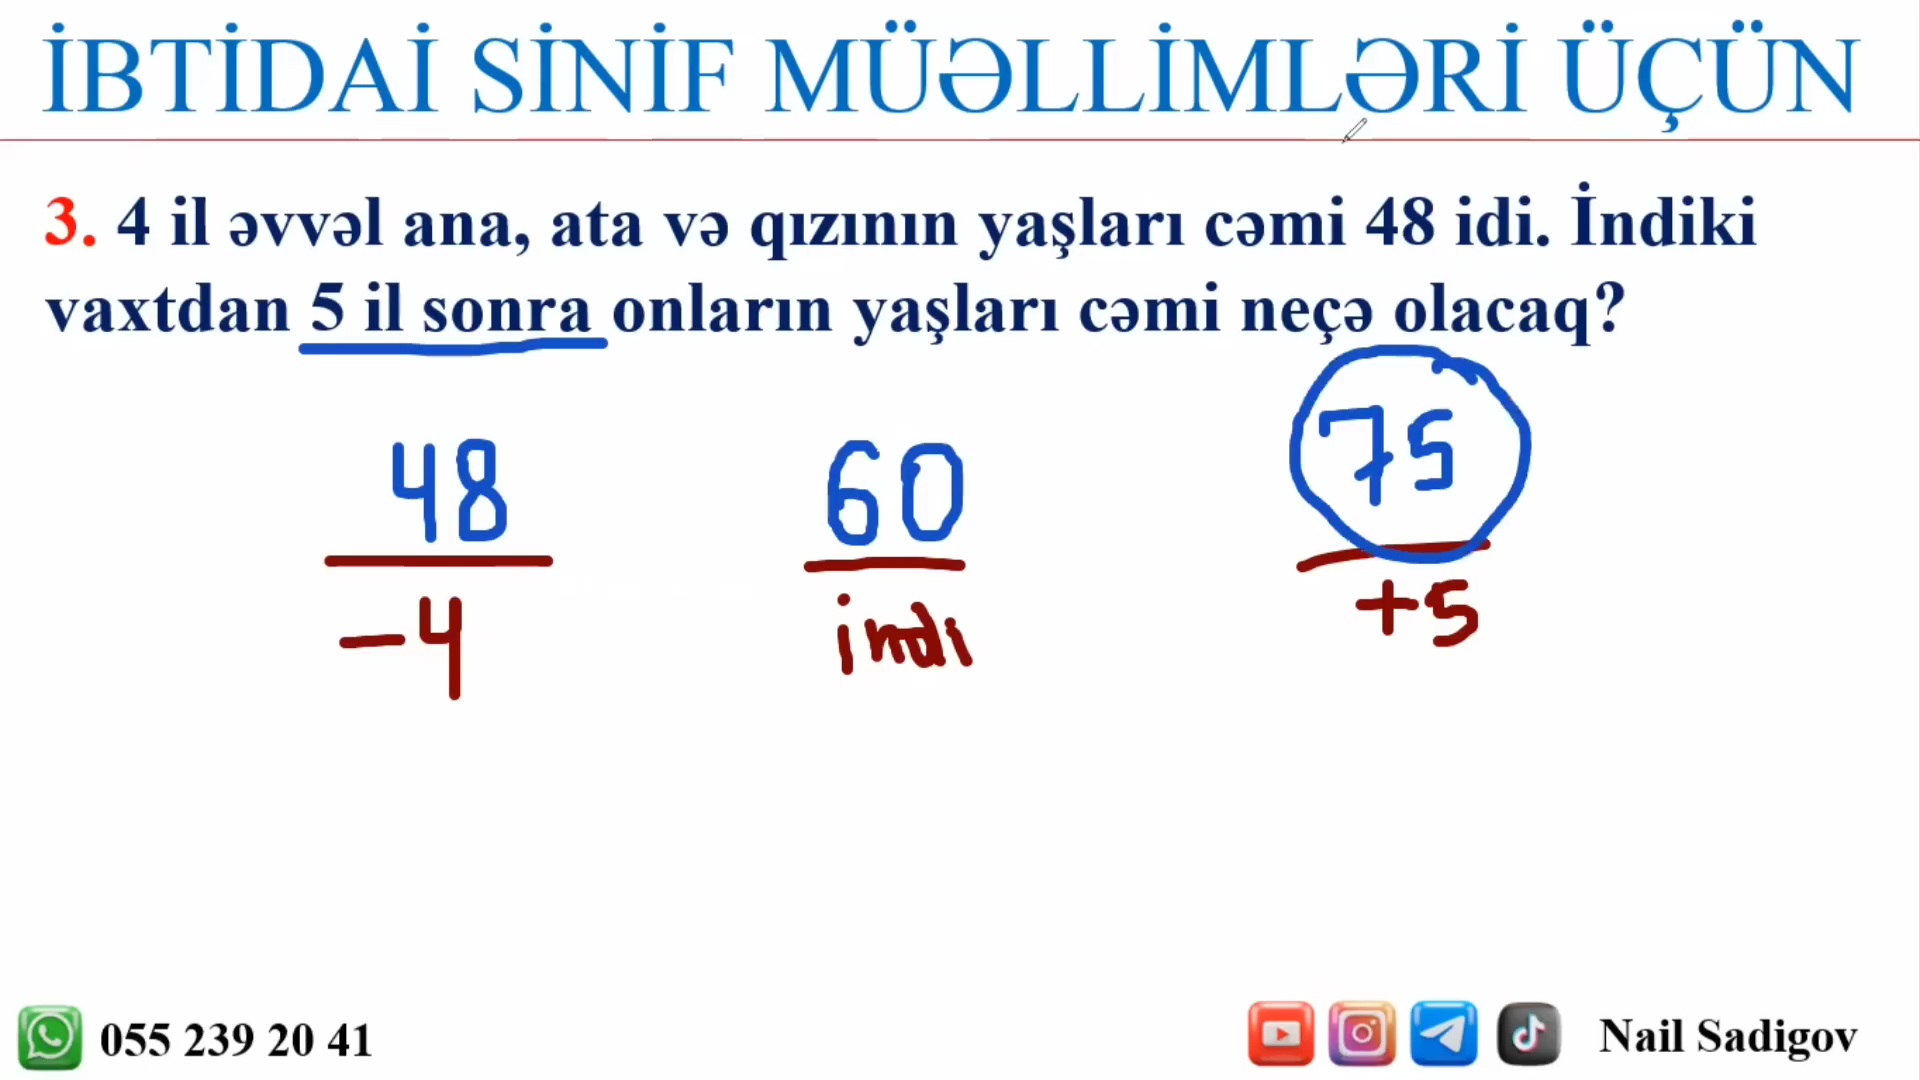 İBTİDAİ SİNİF MÜƏLLİMLƏRİ ÜÇÜN
3. 4 il əvvəl ana, ata və qızının yaşları cəmi 48 idi. İndiki
vaxtdan 5 il sonra onların yaşları cəmi neçə olacaq?
48 60 75
-4 indi +5
055 239 20 41 Nail Sadigov